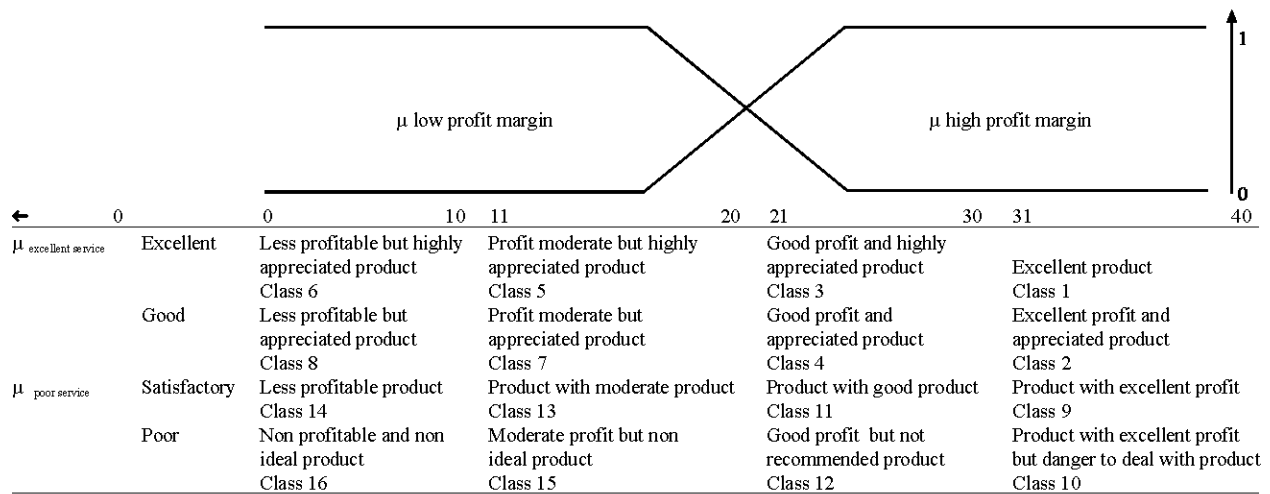 1
μ low profit margin μ high profit margin
0
0 0 10 11 20 21 30 31 40
μ excellent service Excellent Less profitable but highly Profit moderate but highly Good profit and highly
appreciated product appreciated product appreciated product Excellent product
Class 6 Class 5 Class 3 Class 1
Good Less profitable but Profit moderate but Good profit and Excellent profit and
appreciated product appreciated product appreciated product appreciated product
Class 8 Class 7 Class 4 Class 2
μ poor service Satisfactory Less profitable product Product with moderate product Product with good product Product with excellent profit
Class 14 Class 13 Class 11 Class 9
Poor Non profitable and non Moderate profit but non Good profit but not Product with excellent profit
ideal product ideal product recommended product but danger to deal with product
Class 16 Class 15 Class 12 Class 10